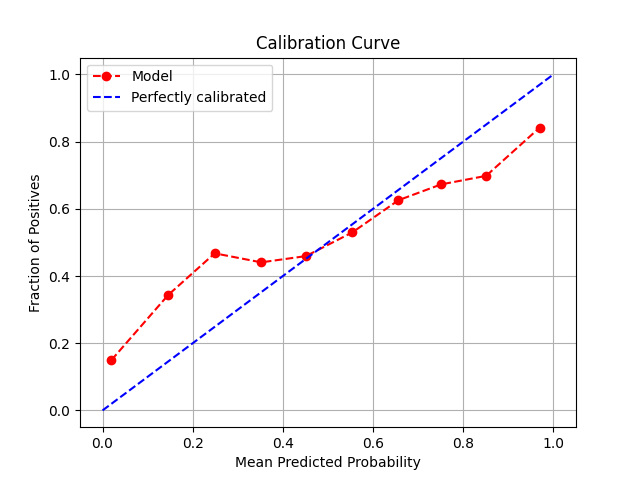 Calibration Curve
Model
Perfectly calibrated
1.0
0.8
0.6
0.4
0.2
0.0
Fraction of Positives
0.0 0.2 0.4 0.6 0.8 1.0
Mean Predicted Probability